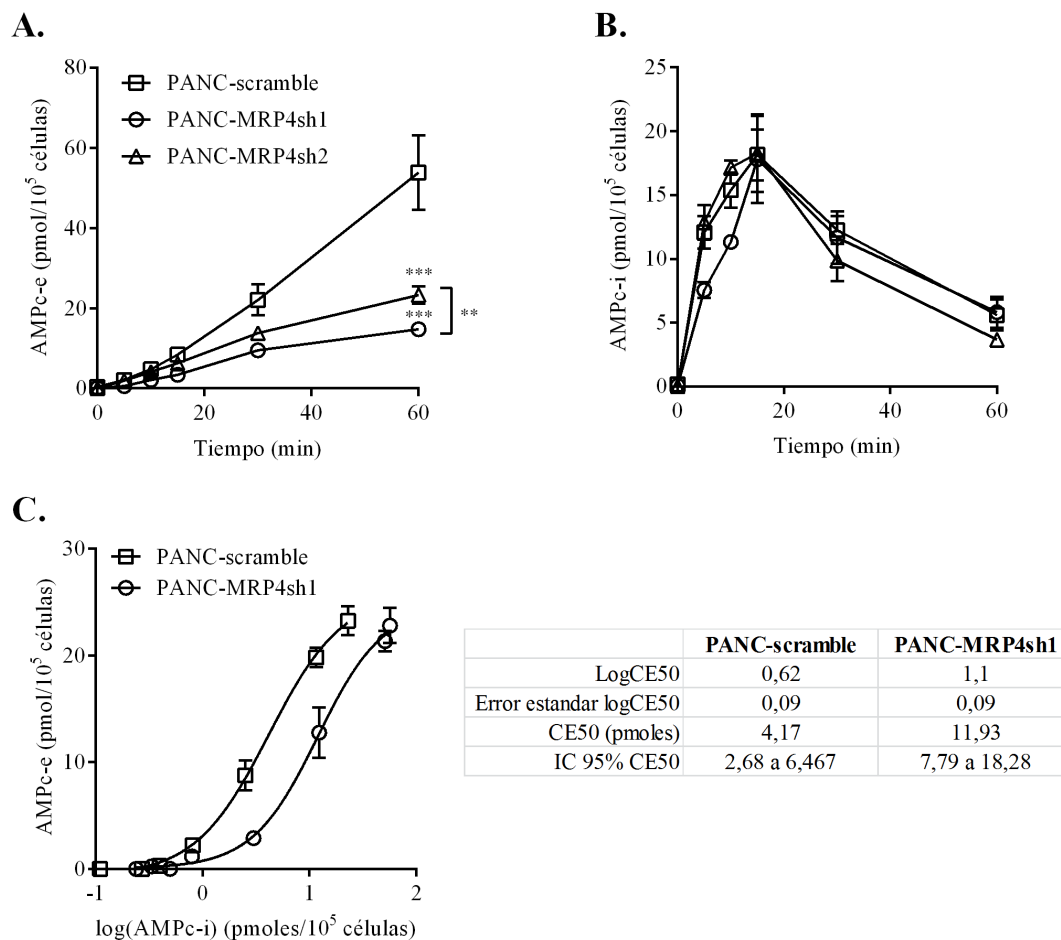 A.
AMPc-e (pmol/10⁵ células)
80
60
40
20
0
PANC-scramble
PANC-MRP4sh1
PANC-MRP4sh2
***
***
**
0 20 40 60
Tiempo (min)
B.
AMPc-i (pmol/10⁵ células)
25
20
15
10
5
0
0 20 40 60
Tiempo (min)
C.
AMPc-e (pmol/10⁵ células)
30
20
10
0
PANC-scramble
PANC-MRP4sh1
-1 0 1 2
log(AMPc-i) (pmoles/10⁵ células)
PANC-scramble PANC-MRP4sh1
LogCE50 0,62 1,1
Error estandar logCE50 0,09 0,09
CE50 (pmoles) 4,17 11,93
IC 95% CE50 2,68 a 6,467 7,79 a 18,28